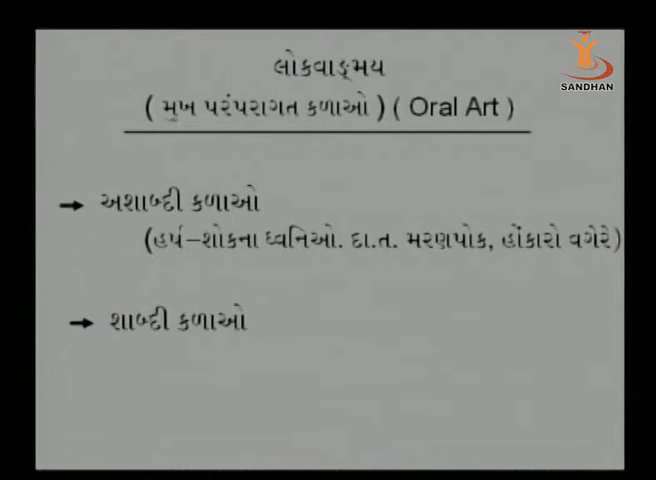 લોકવાઙ્મય
( મુખ પરંપરાગત કળાઓ ) ( Oral Art )
SANDHAN
→ અશાબ્દી કળાઓ
(હર્ષ–શોકના ધ્વનિઓ. દા.ત. મરણપોક, હોંકારો વગેરે)
→ શાબ્દી કળાઓ